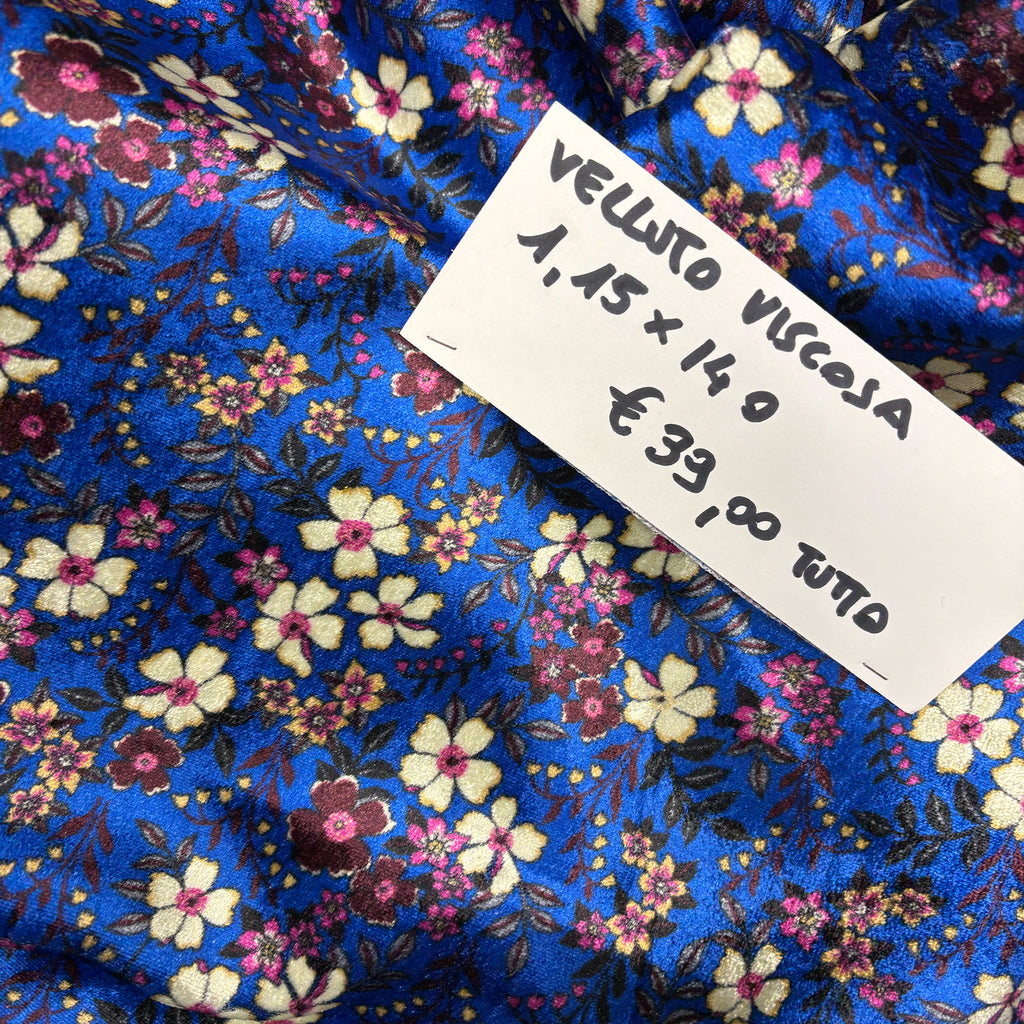 VELLUTO VISCOSA
1,15 x 140
€ 39,00 TUTTO